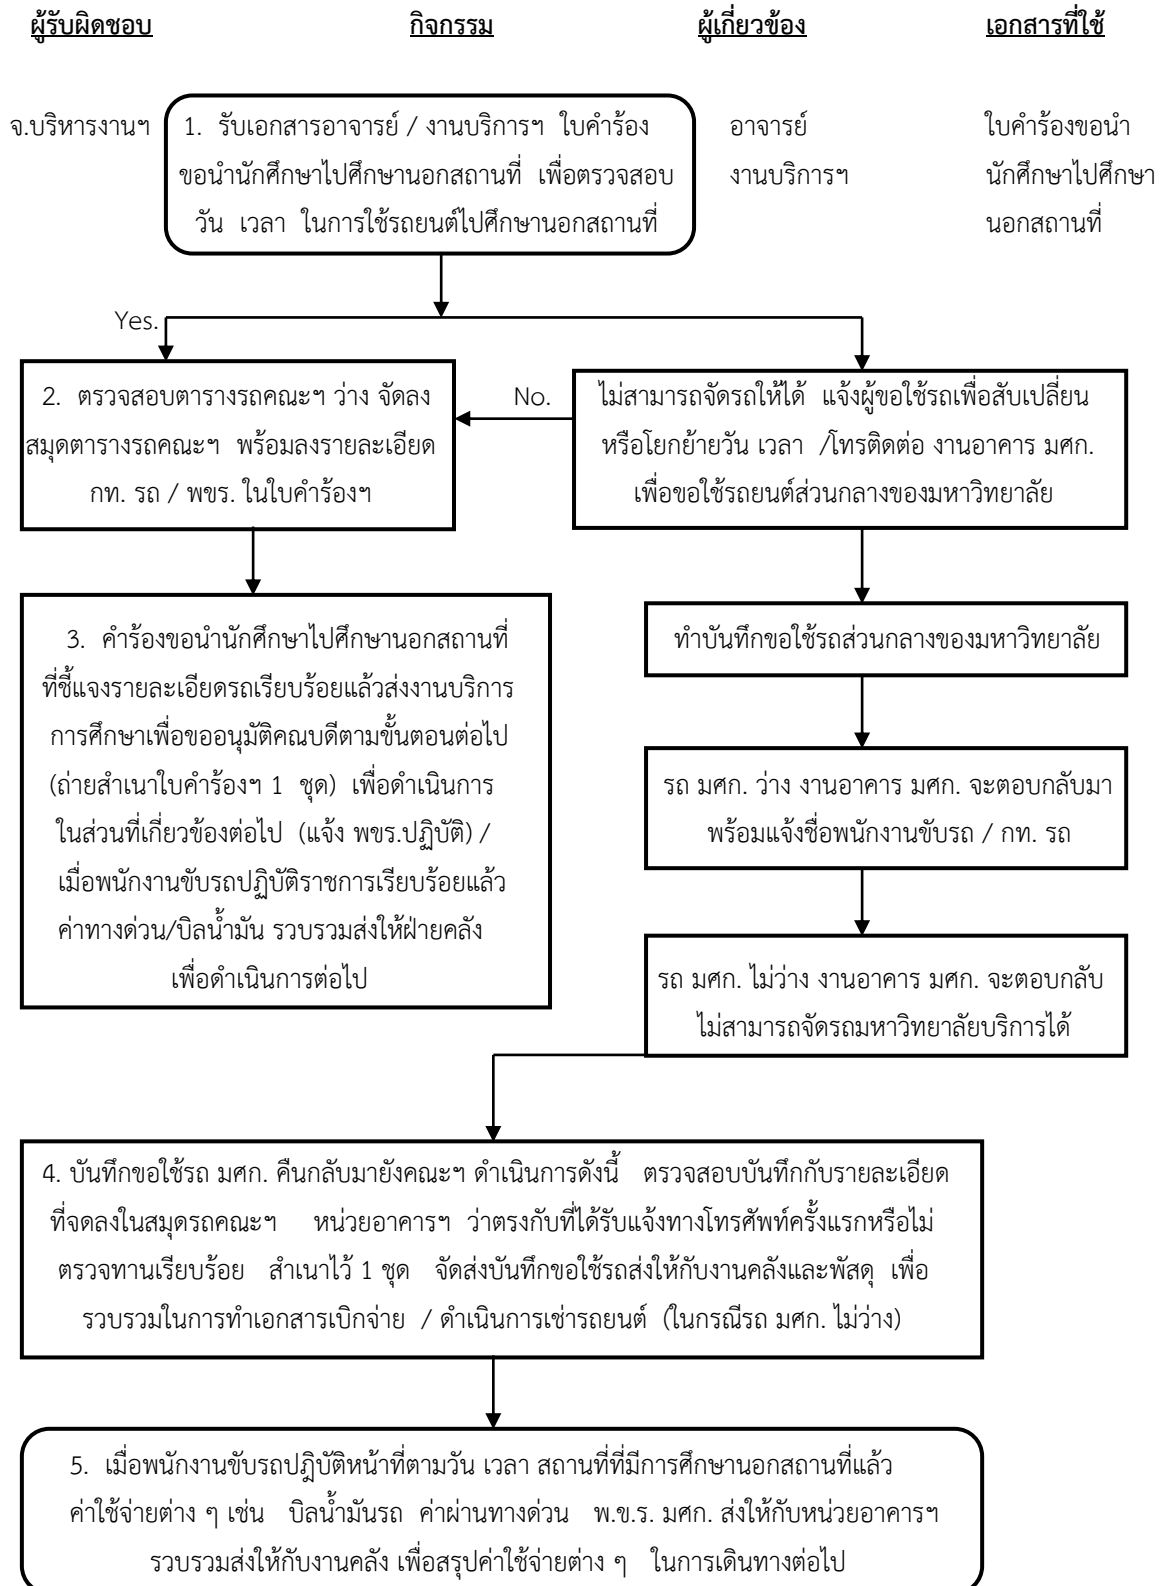 ผู้รับผิดชอบ กิจกรรม ผู้เกี่ยวข้อง เอกสารที่ใช้
จ.บริหารงานฯ
1. รับเอกสารอาจารย์ / งานบริการฯ ใบคำร้อง
ขอนำนักศึกษาไปศึกษานอกสถานที่ เพื่อตรวจสอบ
วัน เวลา ในการใช้รถยนต์ไปศึกษานอกสถานที่
อาจารย์
งานบริการฯ
ใบคำร้องขอนำ
นักศึกษาไปศึกษา
นอกสถานที่
Yes.
2. ตรวจสอบตารางรถคณะฯ ว่าง จัดลง
สมุดตารางรถคณะฯ พร้อมลงรายละเอียด
กท. รถ / พขร. ในใบคำร้องฯ
No.
ไม่สามารถจัดรถให้ได้ แจ้งผู้ขอใช้รถเพื่อสับเปลี่ยน
หรือโยกย้ายวัน เวลา /โทรติดต่อ งานอาคาร มศก.
เพื่อขอใช้รถยนต์ส่วนกลางของมหาวิทยาลัย
3. คำร้องขอนำนักศึกษาไปศึกษานอกสถานที่
ที่ชี้แจงรายละเอียดรถเรียบร้อยแล้วส่งงานบริการ
การศึกษาเพื่อขออนุมัติคณบดีตามขั้นตอนต่อไป
(ถ่ายสำเนาใบคำร้องฯ 1 ชุด) เพื่อดำเนินการ
ในส่วนที่เกี่ยวข้องต่อไป (แจ้ง พขร.ปฏิบัติ) /
เมื่อพนักงานขับรถปฏิบัติราชการเรียบร้อยแล้ว
ค่าทางด่วน/บิลน้ำมัน รวบรวมส่งให้ฝ่ายคลัง
เพื่อดำเนินการต่อไป
ทำบันทึกขอใช้รถส่วนกลางของมหาวิทยาลัย
รถ มศก. ว่าง งานอาคาร มศก. จะตอบกลับมา
พร้อมแจ้งชื่อพนักงานขับรถ / กท. รถ
รถ มศก. ไม่ว่าง งานอาคาร มศก. จะตอบกลับ
ไม่สามารถจัดรถมหาวิทยาลัยบริการได้
4. บันทึกขอใช้รถ มศก. คืนกลับมายังคณะฯ ดำเนินการดังนี้ ตรวจสอบบันทึกกับรายละเอียด
ที่จดลงในสมุดรถคณะฯ หน่วยอาคารฯ ว่าตรงกับที่ได้รับแจ้งทางโทรศัพท์ครั้งแรกหรือไม่
ตรวจทานเรียบร้อย สำเนาไว้ 1 ชุด จัดส่งบันทึกขอใช้รถส่งให้กับงานคลังและพัสดุ เพื่อ
รวบรวมในการทำเอกสารเบิกจ่าย / ดำเนินการเช่ารถยนต์ (ในกรณีรถ มศก. ไม่ว่าง)
5. เมื่อพนักงานขับรถปฎิบัติหน้าที่ตามวัน เวลา สถานที่ที่มีการศึกษานอกสถานที่แล้ว
ค่าใช้จ่ายต่าง ๆ เช่น บิลน้ำมันรถ ค่าผ่านทางด่วน พ.ข.ร. มศก. ส่งให้กับหน่วยอาคารฯ
รวบรวมส่งให้กับงานคลัง เพื่อสรุปค่าใช้จ่ายต่าง ๆ ในการเดินทางต่อไป